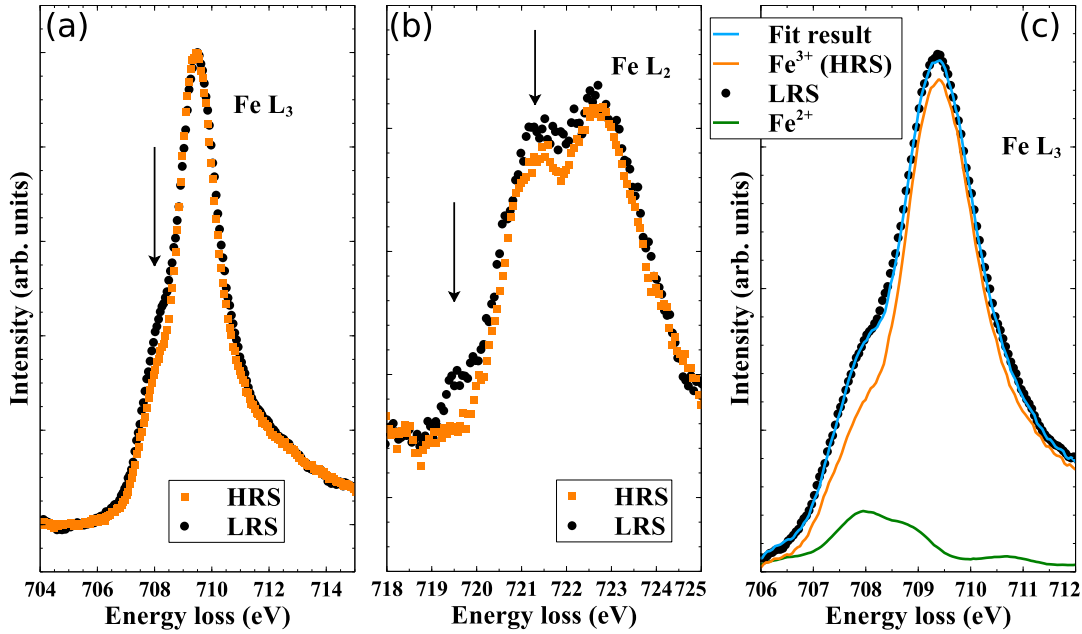 (a)
Fe L3
HRS
LRS
704 706 708 710 712 714
Energy loss (eV)
Intensity (arb. units)
(b)
Fe L2
HRS
LRS
718 719 720 721 722 723 724 725
Energy loss (eV)
(c)
Fit result
Fe3+ (HRS)
LRS
Fe2+
Fe L3
706 707 708 709 710 711 712
Energy loss (eV)
Intensity (arb. units)